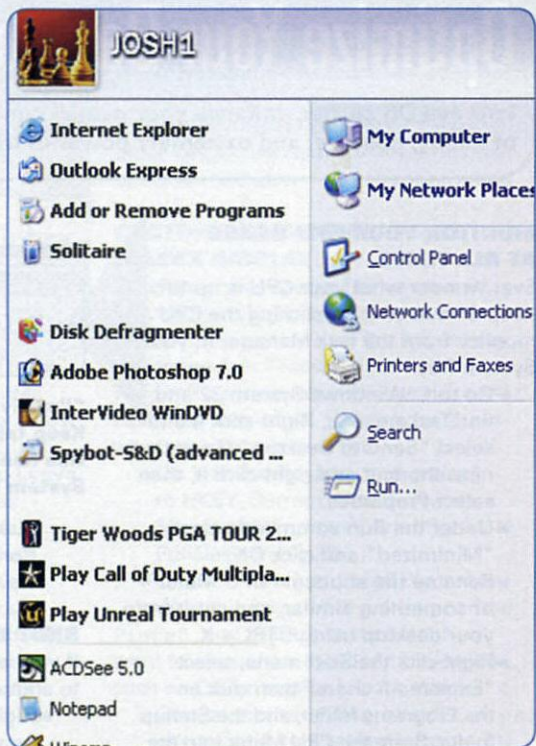 JOSH1
Internet Explorer
Outlook Express
Add or Remove Programs
Solitaire
Disk Defragmenter
Adobe Photoshop 7.0
InterVideo WinDVD
Spybot-S&D (advanced ...
Tiger Woods PGA TOUR 2...
Play Call of Duty Multipla...
Play Unreal Tournament
ACDSee 5.0
Notepad
Winamp
My Computer
My Network Places
Control Panel
Network Connections
Printers and Faxes
Search
Run...